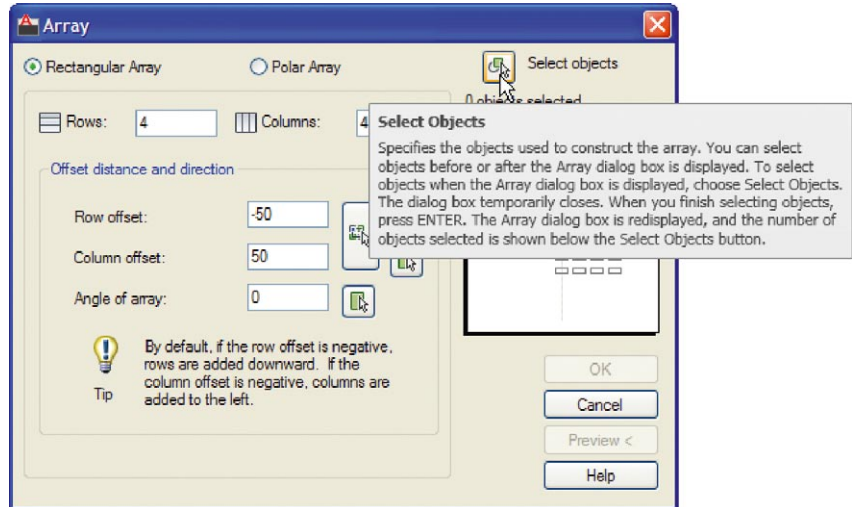 Array
Rectangular Array
Polar Array
Select objects
0 objects selected
Rows:
4
Columns:
4
Select Objects
Specifies the objects used to construct the array. You can select
objects before or after the Array dialog box is displayed. To select
objects when the Array dialog box is displayed, choose Select Objects.
The dialog box temporarily closes. When you finish selecting objects,
press ENTER. The Array dialog box is redisplayed, and the number of
objects selected is shown below the Select Objects button.
Offset distance and direction
Row offset:
-50
Column offset:
50
Angle of array:
0
By default, if the row offset is negative,
rows are added downward. If the
column offset is negative, columns are
added to the left.
Tip
OK
Cancel
Preview <
Help